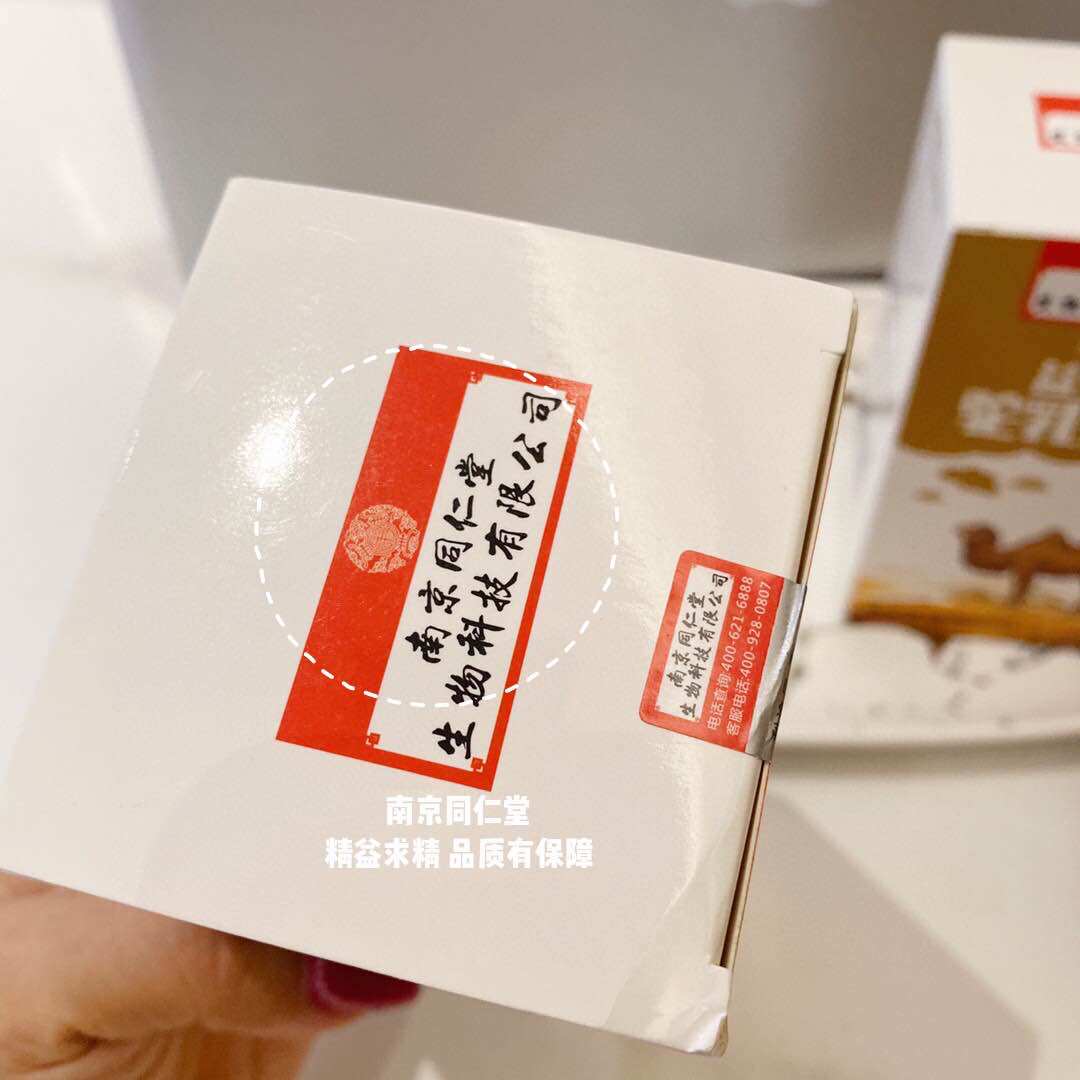 南京同仁堂
生物科技有限公司
南京同仁堂
生物科技有限公司
电话查询:400-621-6888
客服电话:400-928-0807
南京同仁堂
精益求精 品质有保障
驼乳